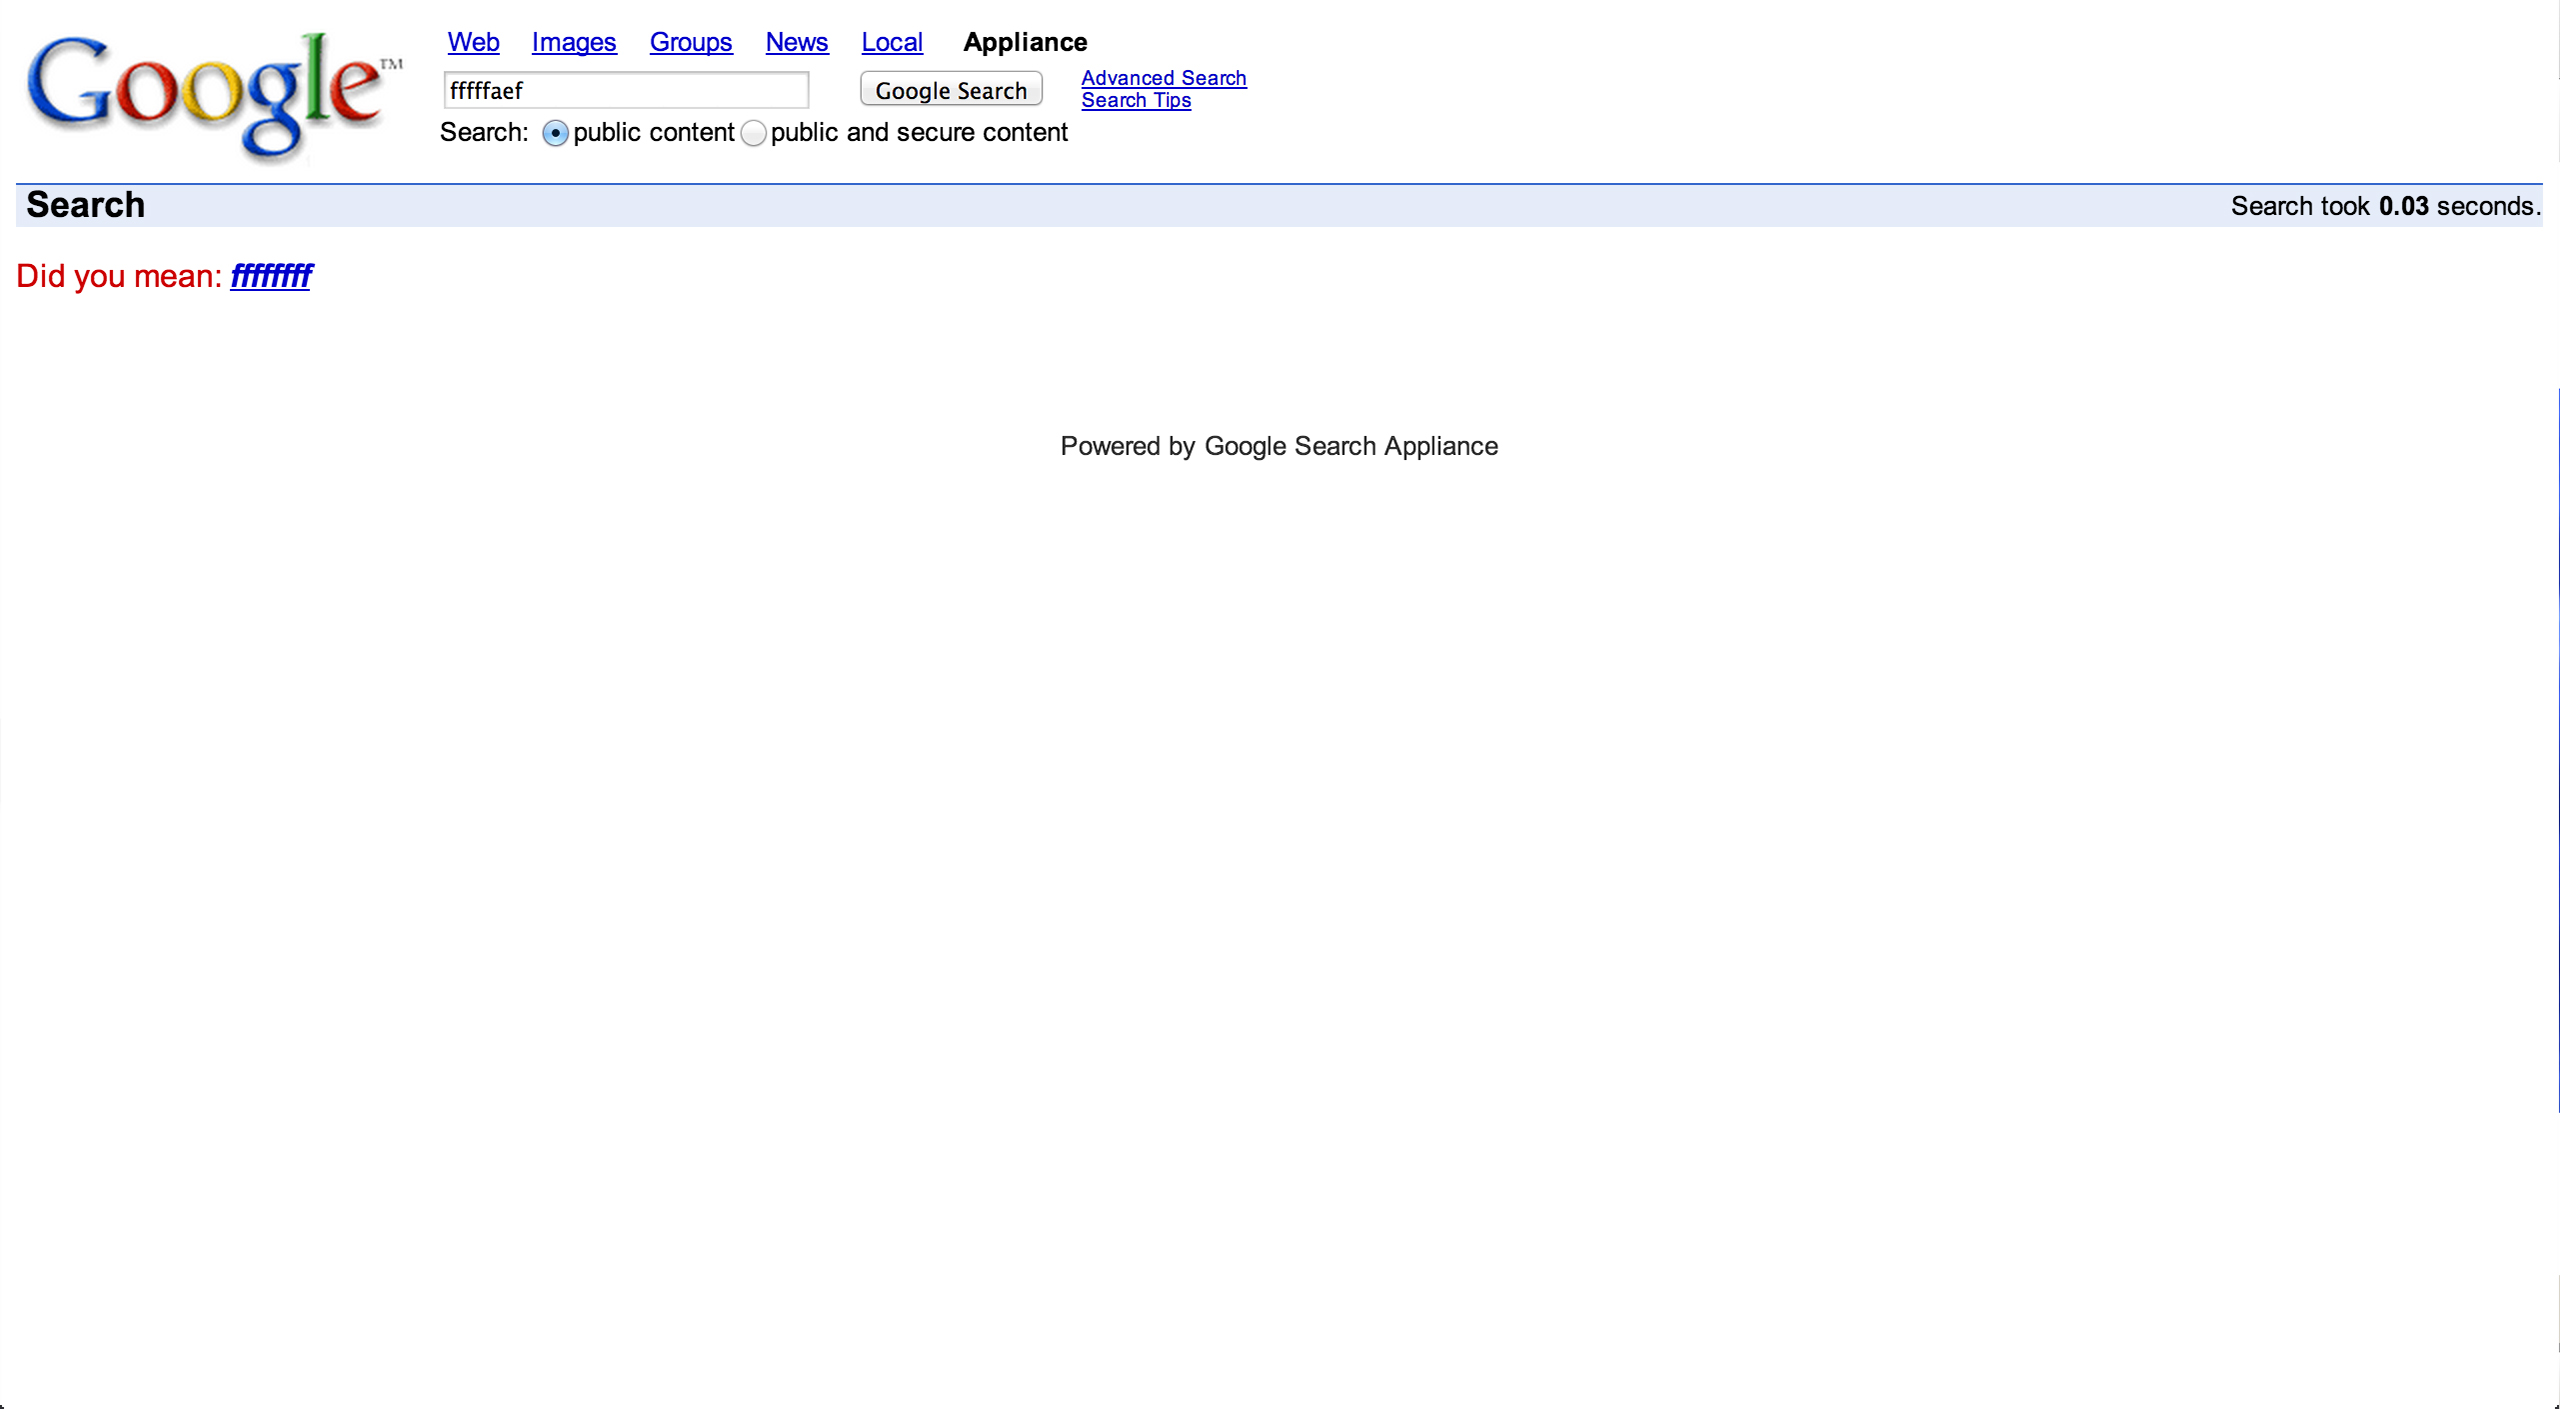 Google™
Web Images Groups News Local Appliance
fffffaef Google Search Advanced Search
Search Tips
Search: public content public and secure content
Search Search took 0.03 seconds.
Did you mean: ffffffff
Powered by Google Search Appliance